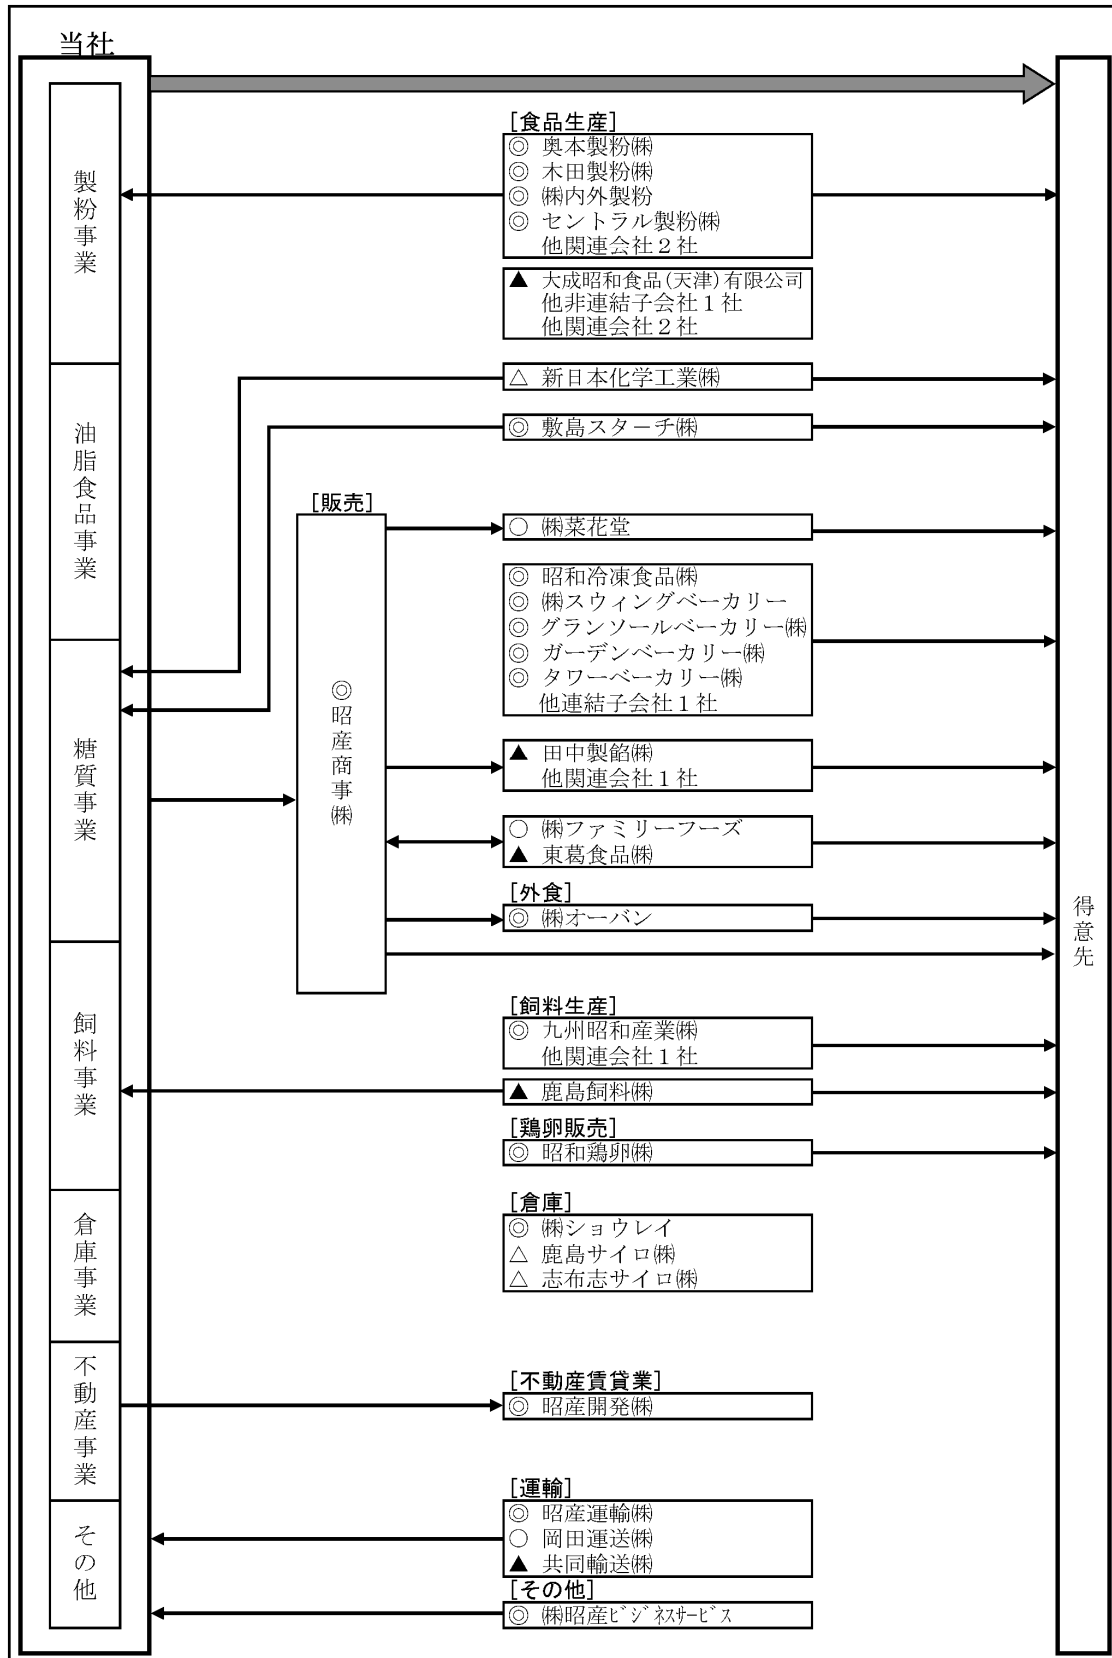 当社
製粉事業
油脂食品事業
糖質事業
飼料事業
倉庫事業
不動産事業
その他
[販売]
◎昭産商事㈱
[食品生産]
◎ 奥本製粉㈱
◎ 木田製粉㈱
◎ ㈱内外製粉
◎ セントラル製粉㈱
他関連会社２社
▲ 大成昭和食品(天津)有限公司
他非連結子会社１社
他関連会社２社
△ 新日本化学工業㈱
◎ 敷島スターチ㈱
○ ㈱菜花堂
◎ 昭和冷凍食品㈱
◎ ㈱スウィングベーカリー
◎ グランソールベーカリー㈱
◎ ガーデンベーカリー㈱
◎ タワーベーカリー㈱
他連結子会社１社
▲ 田中製餡㈱
他関連会社１社
○ ㈱ファミリーフーズ
▲ 東葛食品㈱
[外食]
◎ ㈱オーバン
[飼料生産]
◎ 九州昭和産業㈱
他関連会社１社
▲ 鹿島飼料㈱
[鶏卵販売]
◎ 昭和鶏卵㈱
[倉庫]
◎ ㈱ショウレイ
△ 鹿島サイロ㈱
△ 志布志サイロ㈱
[不動産賃貸業]
◎ 昭産開発㈱
[運輸]
◎ 昭産運輸㈱
○ 岡田運送㈱
▲ 共同輸送㈱
[その他]
◎ ㈱昭産ﾋﾞｼﾞﾈｽｻｰﾋﾞｽ
得意先